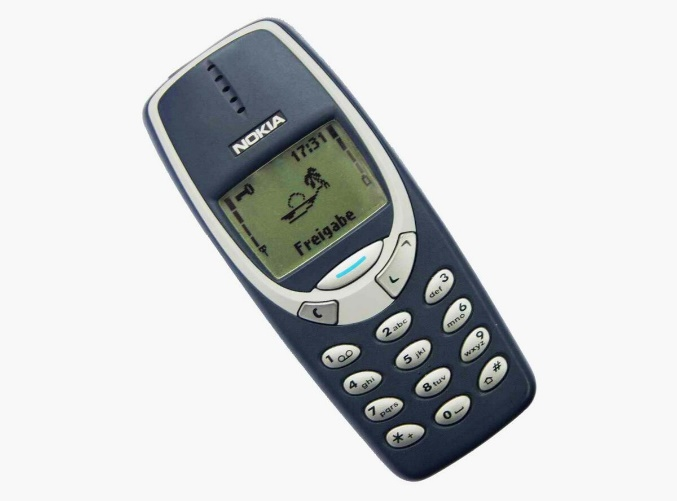 NOKIA
17:31
Freigabe
C
1
2 abc
3 def
4 ghi
5 jkl
6 mno
7 pqrs
8 tuv
9 wxyz
* +
0
#